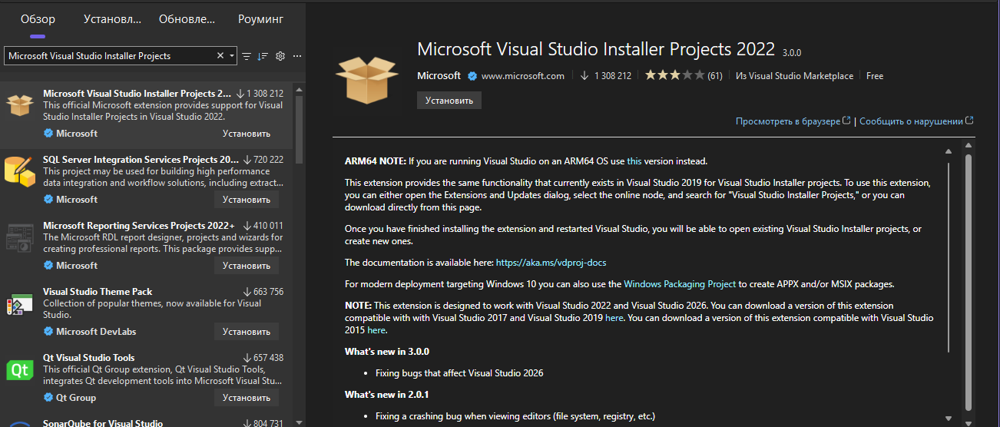 Обзор
Установл...
Обновле...
Роуминг
Microsoft Visual Studio Installer Projects
Microsoft Visual Studio Installer Projects 2... 1 308 212
This official Microsoft extension provides support for Visual
Studio Installer Projects in Visual Studio 2022.
Microsoft
Установить
SQL Server Integration Services Projects 20... 720 222
This project may be used for building high performance
data integration and workflow solutions, including extract...
Microsoft
Установить
Microsoft Reporting Services Projects 2022+ 410 011
The Microsoft RDL report designer, projects and wizards for
creating professional reports. This package provides supp...
Microsoft
Установить
Visual Studio Theme Pack 663 756
Collection of popular themes, now available for Visual
Studio.
Microsoft DevLabs
Установить
Qt
Qt Visual Studio Tools 657 438
This official Qt Group extension, Qt Visual Studio Tools,
integrates Qt development tools into Microsoft Visual Stu...
Qt Group
Установить
SonarQube for Visual Studio 804 731
Microsoft Visual Studio Installer Projects 2022 3.0.0
Microsoft www.microsoft.com 1 308 212 (61) Из Visual Studio Marketplace Free
Установить
Просмотреть в браузере | Сообщить о нарушении
ARM64 NOTE: If you are running Visual Studio on an ARM64 OS use this version instead.
This extension provides the same functionality that currently exists in Visual Studio 2019 for Visual Studio Installer projects. To use this extension,
you can either open the Extensions and Updates dialog, select the online node, and search for "Visual Studio Installer Projects," or you can
download directly from this page.
Once you have finished installing the extension and restarted Visual Studio, you will be able to open existing Visual Studio Installer projects, or
create new ones.
The documentation is available here: https://aka.ms/vdproj-docs
For modern deployment targeting Windows 10 you can also use the Windows Packaging Project to create APPX and/or MSIX packages.
NOTE: This extension is designed to work with Visual Studio 2022 and Visual Studio 2026. You can download a version of this extension
compatible with with Visual Studio 2017 and Visual Studio 2019 here. You can download a version of this extension compatible with Visual Studio
2015 here.
What's new in 3.0.0
• Fixing bugs that affect Visual Studio 2026
What's new in 2.0.1
• Fixing a crashing bug when viewing editors (file system, registry, etc.)